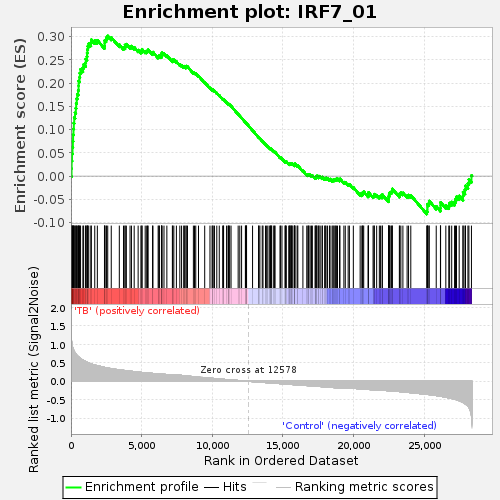 Enrichment plot: IRF7_01
Enrichment score (ES)
0.30
0.25
0.20
0.15
0.10
0.05
0.00
-0.05
-0.10
'TB' (positively correlated)
Ranked list metric (Signal2Noise)
2.0
1.5
1.0
0.5
0.0
-0.5
-1.0
Zero cross at 12578
'Control' (negatively correlated)
0
5,000
10,000
15,000
20,000
25,000
Rank in Ordered Dataset
Enrichment profile
Hits
Ranking metric scores